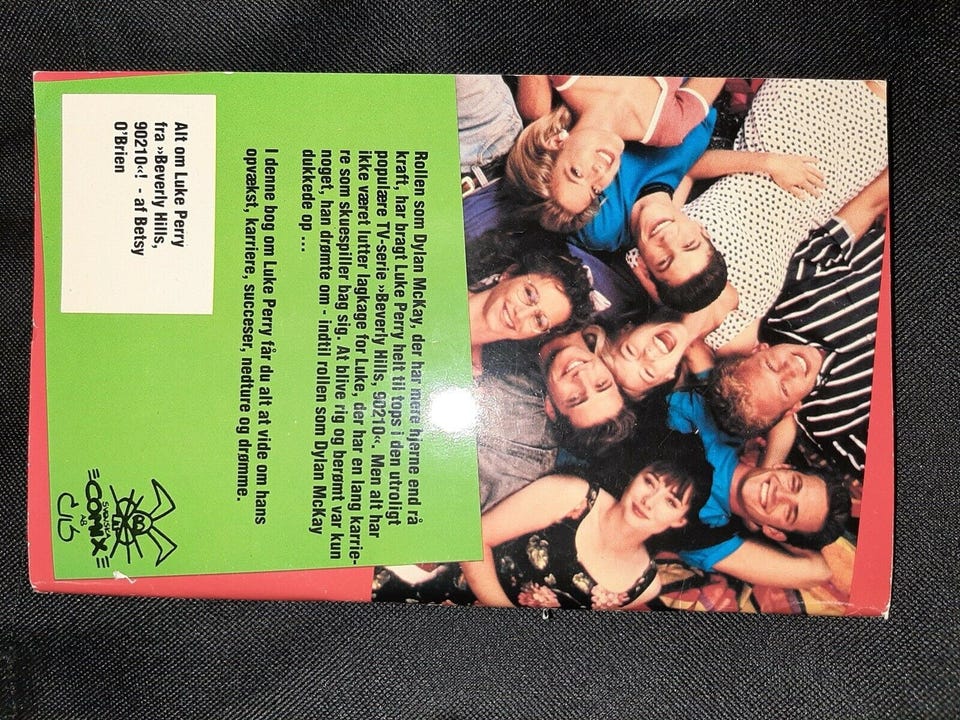 Rollen som Dylan McKay, der har mere hjerne end rå
kraft, har bragt Luke Perry helt til tops i den utroligt
populære TV-serie »Beverly Hills, 90210«. Men alt har
ikke været lutter lagkage for Luke, der har en lang karrie-
re som skuespiller bag sig. At blive rig og berømt var kun
noget, han drømte om - indtil rollen som Dylan McKay
dukkede op ...
I denne bog om Luke Perry får du alt at vide om hans
opvækst, karriere, succeser, nedture og drømme.
Alt om Luke Perry
fra »Beverly Hills,
90210«! - af Betsy
O'Brien
SVENSKA
AB
COMIX